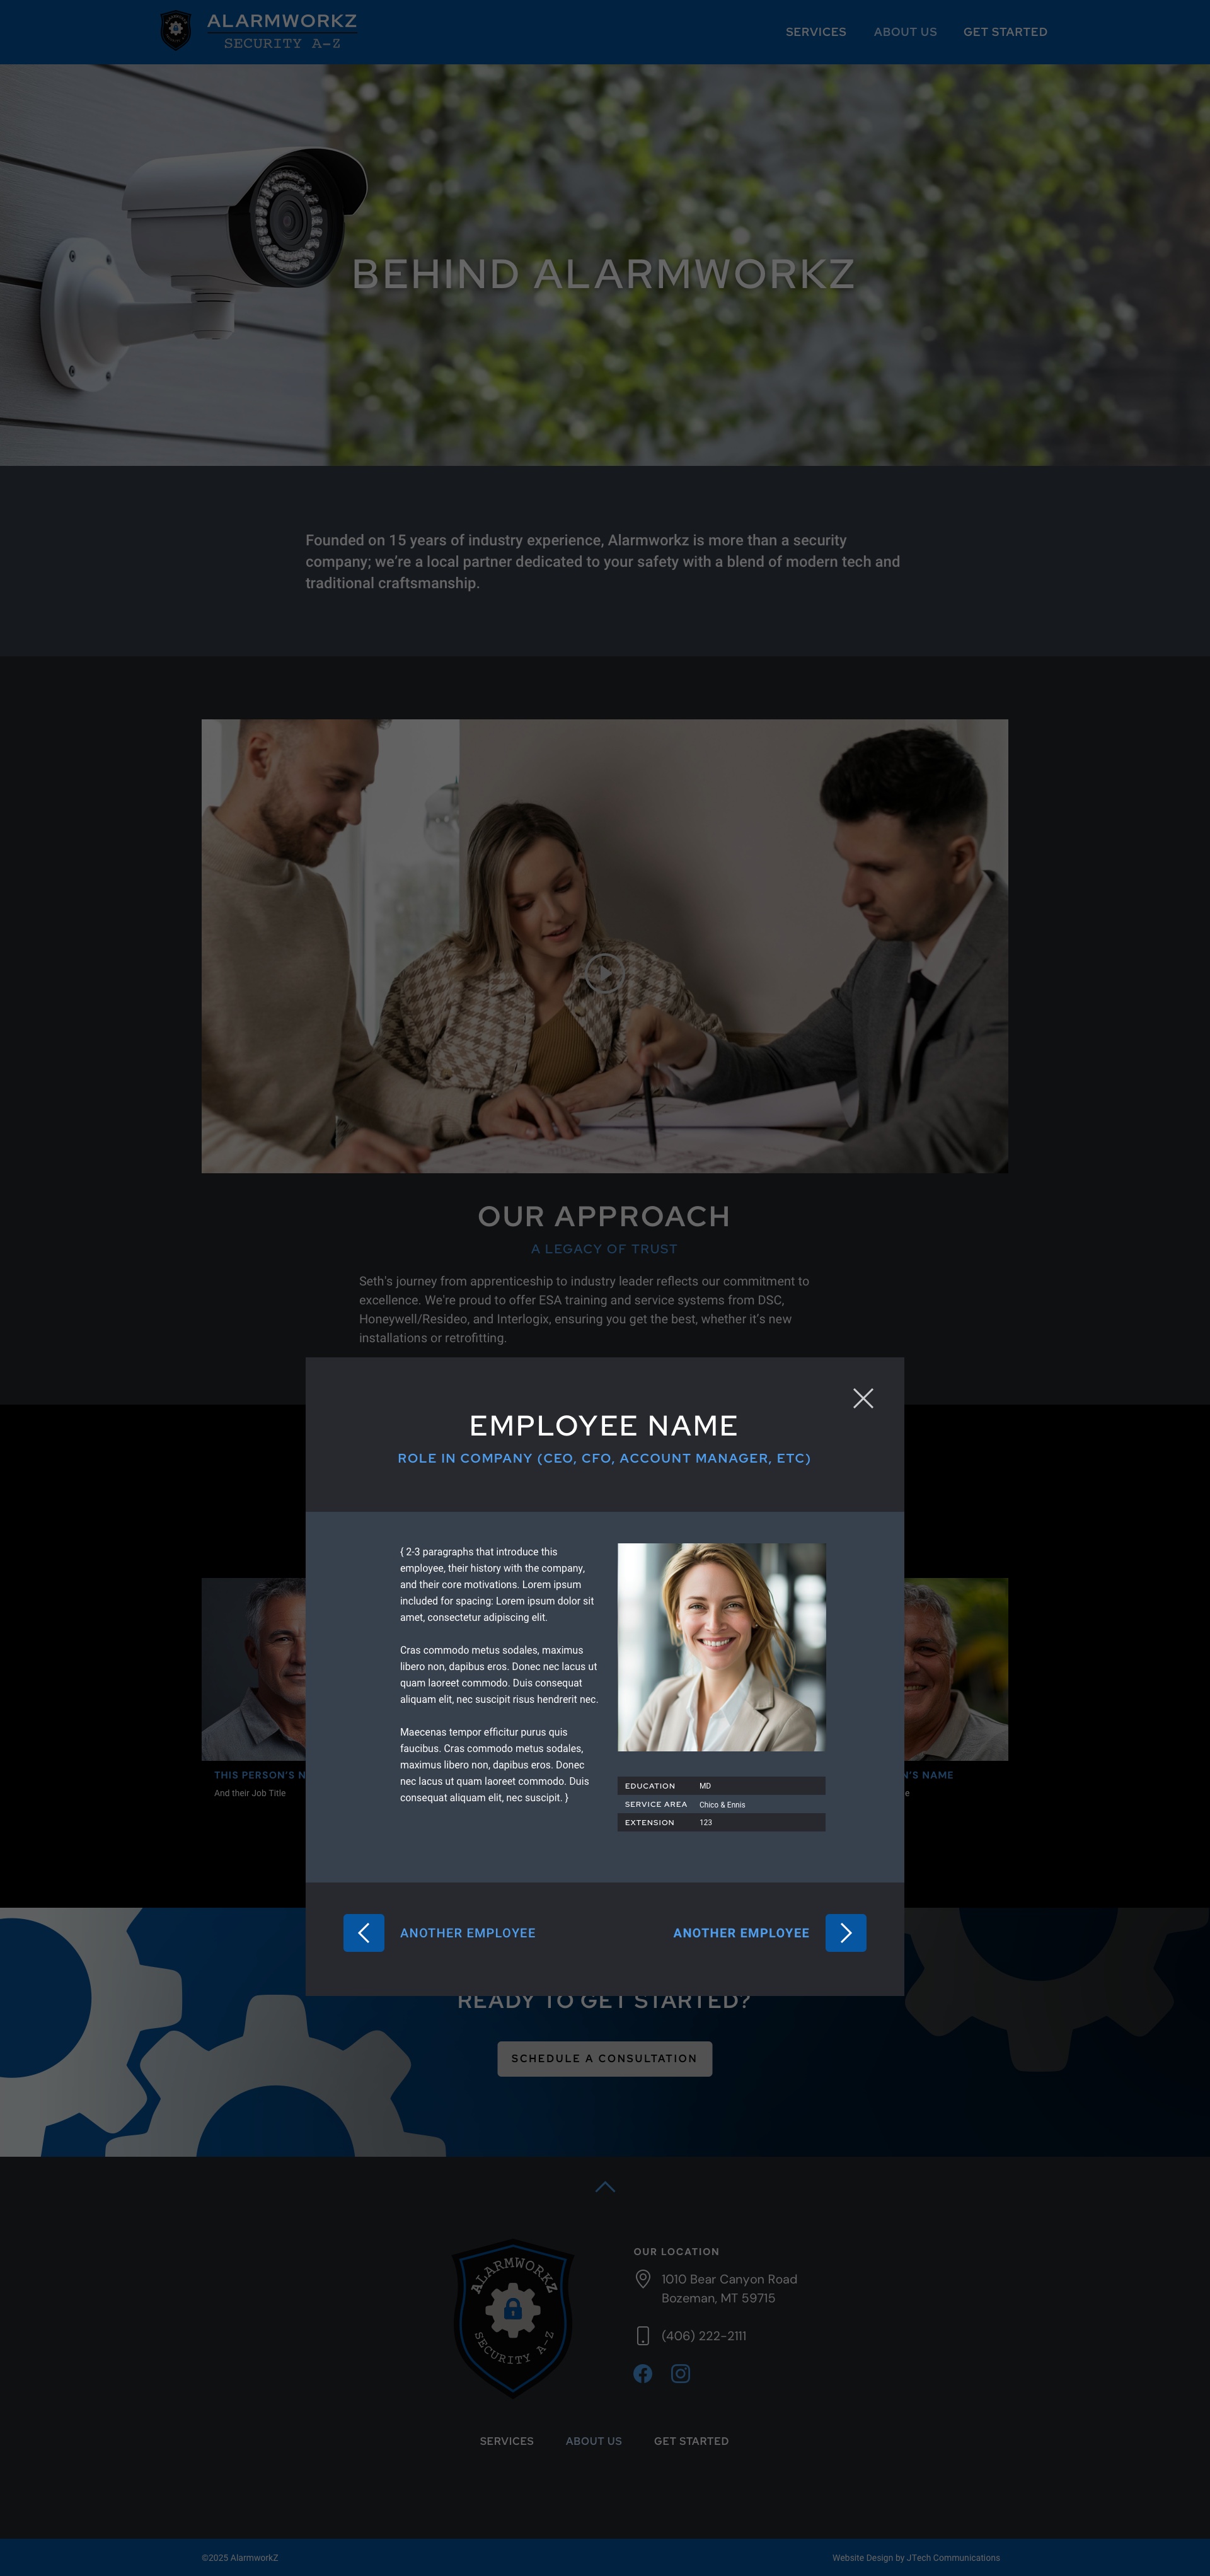 ALARMWORKZ
SECURITY A-Z
SERVICES ABOUT US GET STARTED
BEHIND ALARMWORKZ
Founded on 15 years of industry experience, Alarmworkz is more than a security
company; we're a local partner dedicated to your safety with a blend of modern tech and
traditional craftsmanship.
OUR APPROACH
A LEGACY OF TRUST
Seth's journey from apprenticeship to industry leader reflects our commitment to
excellence. We're proud to offer ESA training and service systems from DSC,
Honeywell/Resideo, and Interlogix, ensuring you get the best, whether it's new
installations or retrofitting.
EMPLOYEE NAME
ROLE IN COMPANY (CEO, CFO, ACCOUNT MANAGER, ETC)
{ 2-3 paragraphs that introduce this
employee, their history with the company,
and their core motivations. Lorem ipsum
included for spacing: Lorem ipsum dolor sit
amet, consectetur adipiscing elit.
Cras commodo metus sodales, maximus
libero non, dapibus eros. Donec nec lacus ut
quam laoreet commodo. Duis consequat
aliquam elit, nec suscipit risus hendrerit nec.
Maecenas tempor efficitur purus quis
faucibus. Cras commodo metus sodales,
maximus libero non, dapibus eros. Donec
nec lacus ut quam laoreet commodo. Duis
consequat aliquam elit, nec suscipit. }
EDUCATION MD
SERVICE AREA Chico & Ennis
EXTENSION 123
THIS PERSON'S N
And their Job Title
'S NAME
e
ANOTHER EMPLOYEE
ANOTHER EMPLOYEE
READY TO GET STARTED?
SCHEDULE A CONSULTATION
ALARMWORKZ
SECURITY A-Z
OUR LOCATION
1010 Bear Canyon Road
Bozeman, MT 59715
(406) 222-2111
SERVICES ABOUT US GET STARTED
©2025 AlarmworkZ
Website Design by JTech Communications